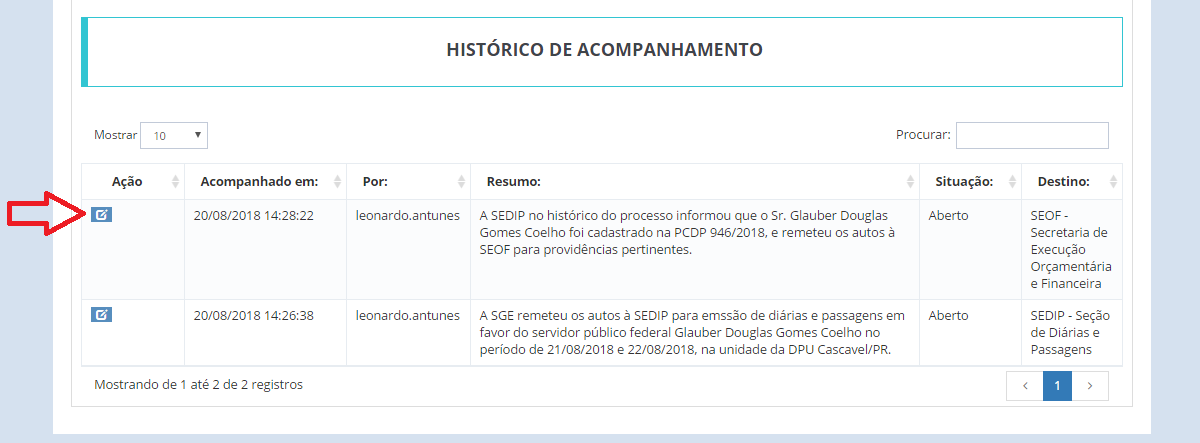 HISTÓRICO DE ACOMPANHAMENTO
Mostrar 10 Procurar:
Ação Acompanhado em: Por: Resumo: Situação: Destino:
20/08/2018 14:28:22 leonardo.antunes A SEDIP no histórico do processo informou que o Sr. Glauber Douglas Aberto SEOF -
Gomes Coelho foi cadastrado na PCDP 946/2018, e remeteu os autos à Secretaria de
SEOF para providências pertinentes. Execução
Orçamentária
e Financeira
20/08/2018 14:26:38 leonardo.antunes A SGE remeteu os autos à SEDIP para emssão de diárias e passagens em Aberto SEDIP - Seção
favor do servidor público federal Glauber Douglas Gomes Coelho no de Diárias e
período de 21/08/2018 e 22/08/2018, na unidade da DPU Cascavel/PR. Passagens
Mostrando de 1 até 2 de 2 registros < 1 >